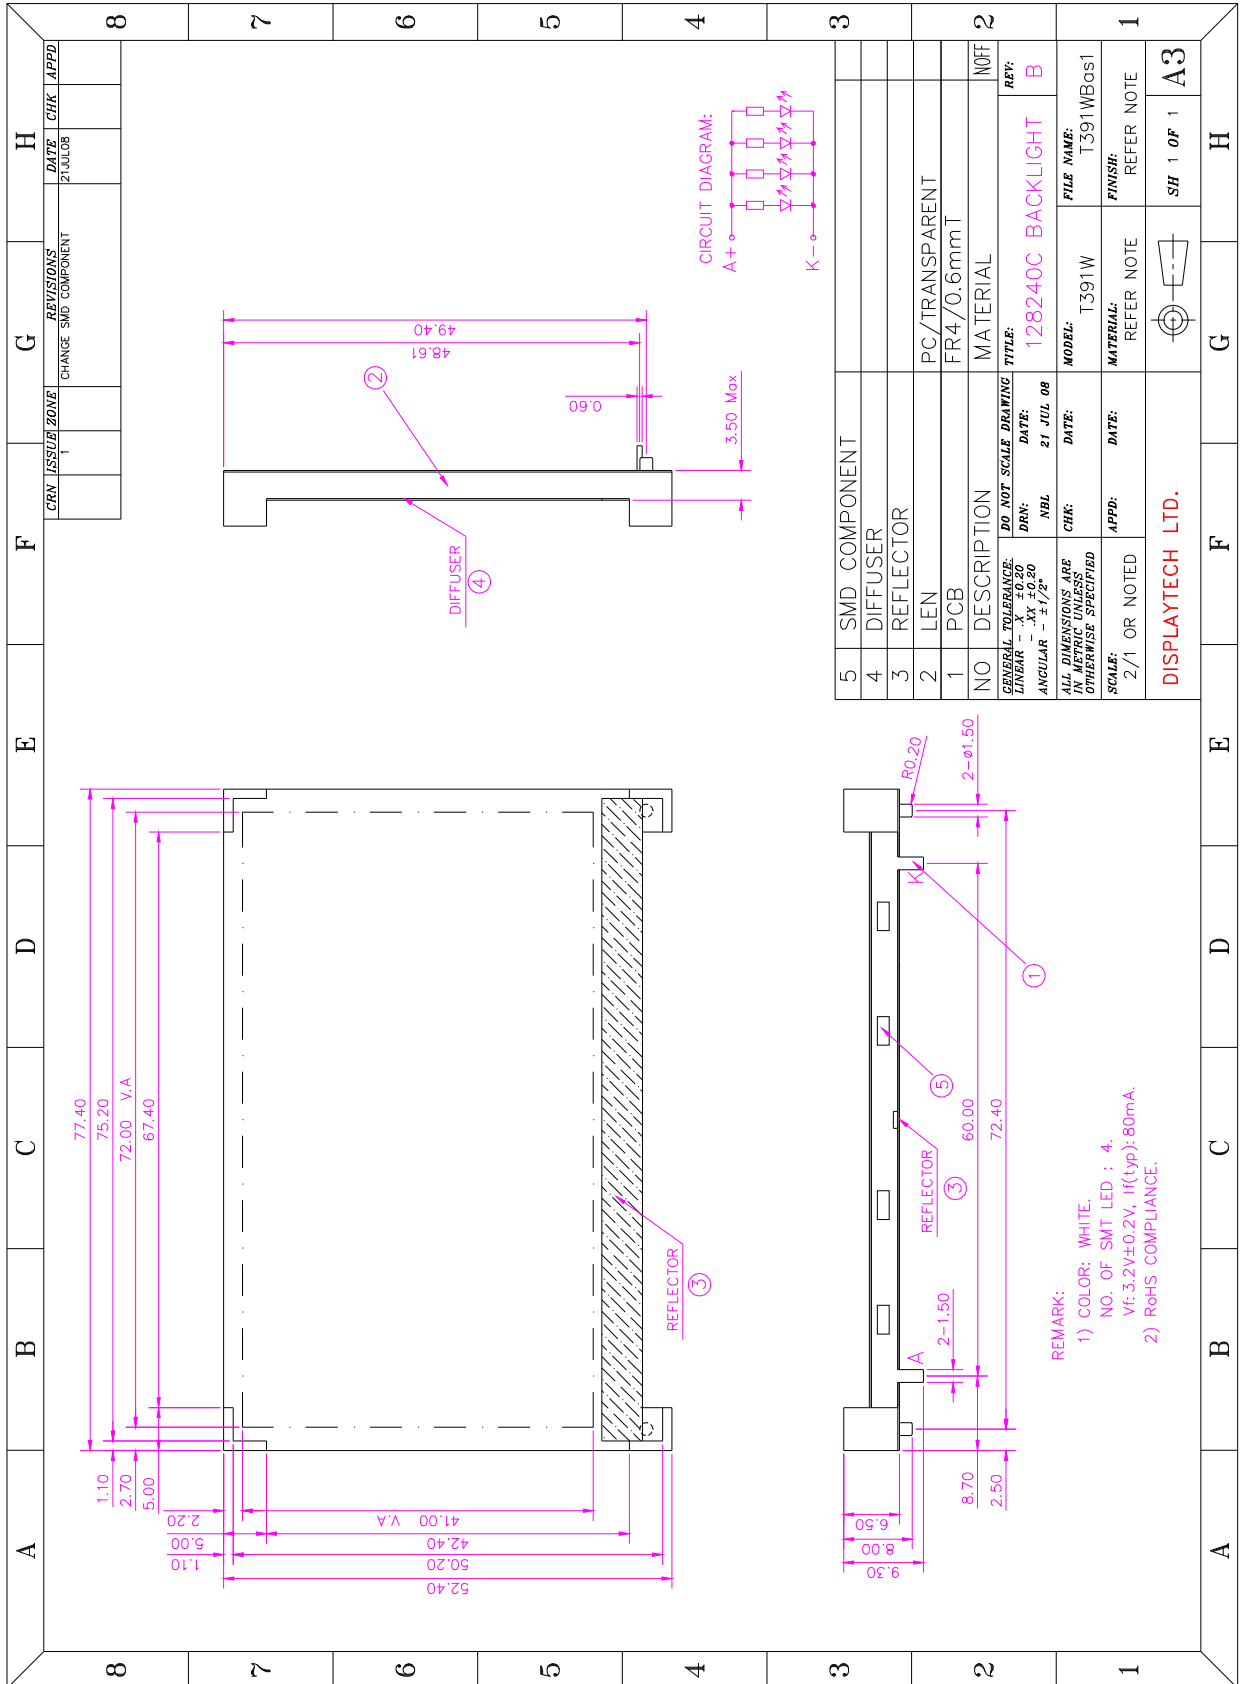 A B C D E F G H
8 7 6 5 4 3 2 1
CRN ISSUE ZONE REVISIONS DATE CHK APPD
1 CHANGE SMD COMPONENT 21JUL08
77.40
75.20
72.00 V.A
67.40
1.10
2.70
5.00
2.20
5.00
1.10
41.00 V.A
42.40
50.20
52.40
REFLECTOR
3
DIFFUSER
4
2
49.40
48.61
0.60
3.50 Max
CIRCUIT DIAGRAM:
A+
K-
R0.20
2-ø1.50
K
1
5
60.00
72.40
REFLECTOR
3
A
2-1.50
8.70
2.50
6.50
8.00
9.30
REMARK:
1) COLOR: WHITE.
NO. OF SMT LED : 4.
Vf: 3.2V±0.2V, If(typ): 80mA.
2) RoHS COMPLIANCE.
5 SMD COMPONENT
4 DIFFUSER
3 REFLECTOR
2 LEN PC/TRANSPARENT
1 PCB FR4/0.6mmT
NO DESCRIPTION MATERIAL NOFF
GENERAL TOLERANCE:
LINEAR - .X ±0.20
- .XX ±0.20
ANGULAR - ±1/2°
DO NOT SCALE DRAWING
DRN: DATE:
NBL 21 JUL 08
TITLE:
128240C BACKLIGHT
REV:
B
ALL DIMENSIONS ARE
IN METRIC UNLESS
OTHERWISE SPECIFIED
CHK: DATE:
MODEL:
T391W
FILE NAME:
T391WBas1
SCALE:
2/1 OR NOTED
APPD: DATE:
MATERIAL:
REFER NOTE
FINISH:
REFER NOTE
DISPLAYTECH LTD.
SH 1 OF 1
A3
A B C D E F G H
8 7 6 5 4 3 2 1